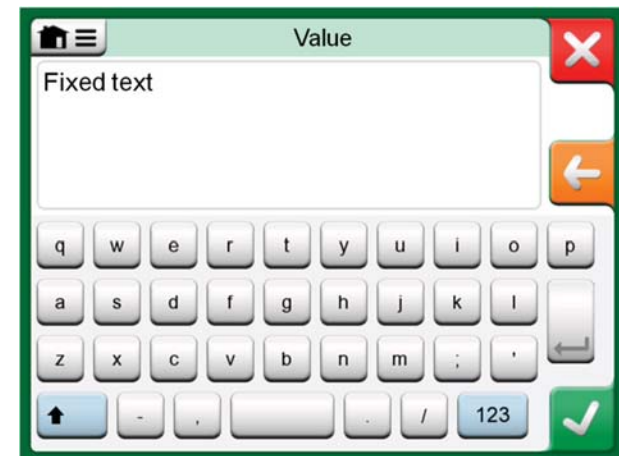 Value
Fixed text
q w e r t y u i o p
a s d f g h j k l
z x c v b n m ; '
- , . / 123